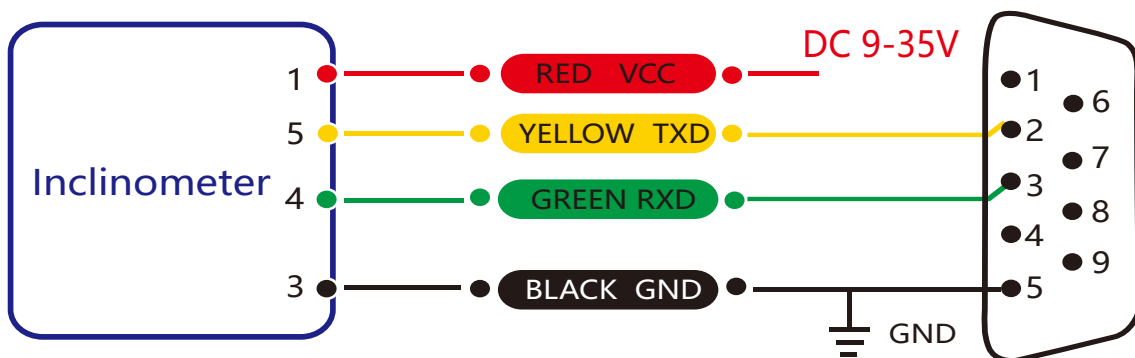 DC 9-35V
1 RED VCC 1
6
5 YELLOW TXD 2
Inclinometer 7
4 GREEN RXD 3
8
4
9
3 BLACK GND 5
GND